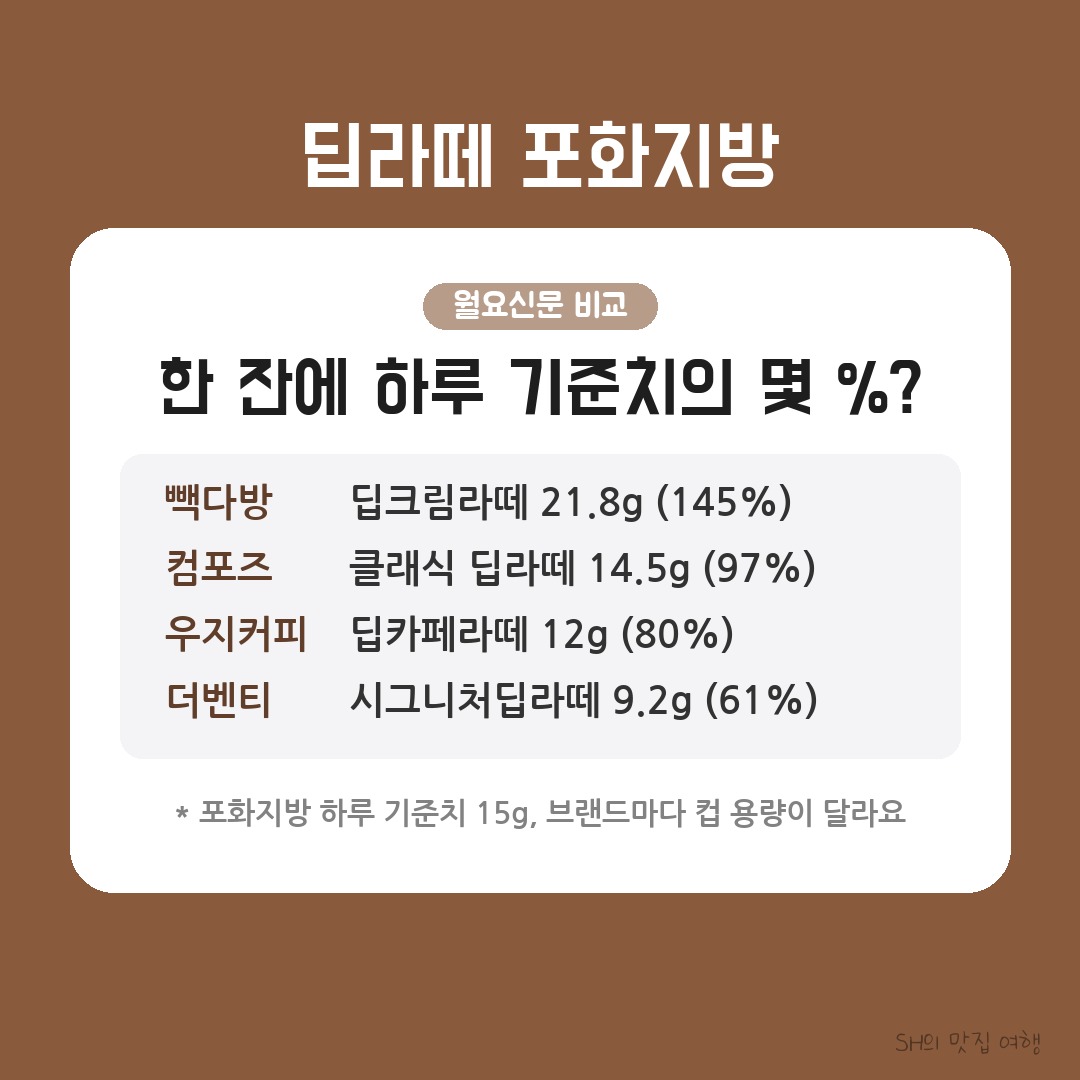 딥라떼 포화지방
월요신문 비교
한 잔에 하루 기준치의 몇 %?
빽다방 딥크림라떼 21.8g (145%)
컴포즈 클래식 딥라떼 14.5g (97%)
우지커피 딥카페라떼 12g (80%)
더벤티 시그니처딥라떼 9.2g (61%)
* 포화지방 하루 기준치 15g, 브랜드마다 컵 용량이 달라요
SH의 맛집 여행